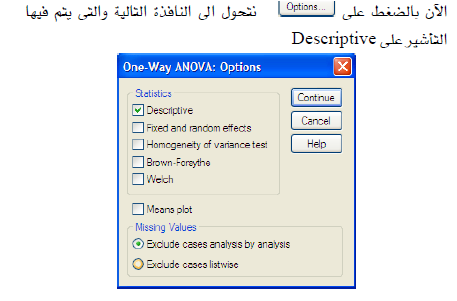 الآن بالضغط على Options... نتحول الى النافذة التالية والتى يتم فيها
التأشير على Descriptive
One-Way ANOVA: Options
Statistics
Descriptive
Fixed and random effects
Homogeneity of variance test
Brown-Forsythe
Welch
Continue
Cancel
Help
Means plot
Missing Values
Exclude cases analysis by analysis
Exclude cases listwise